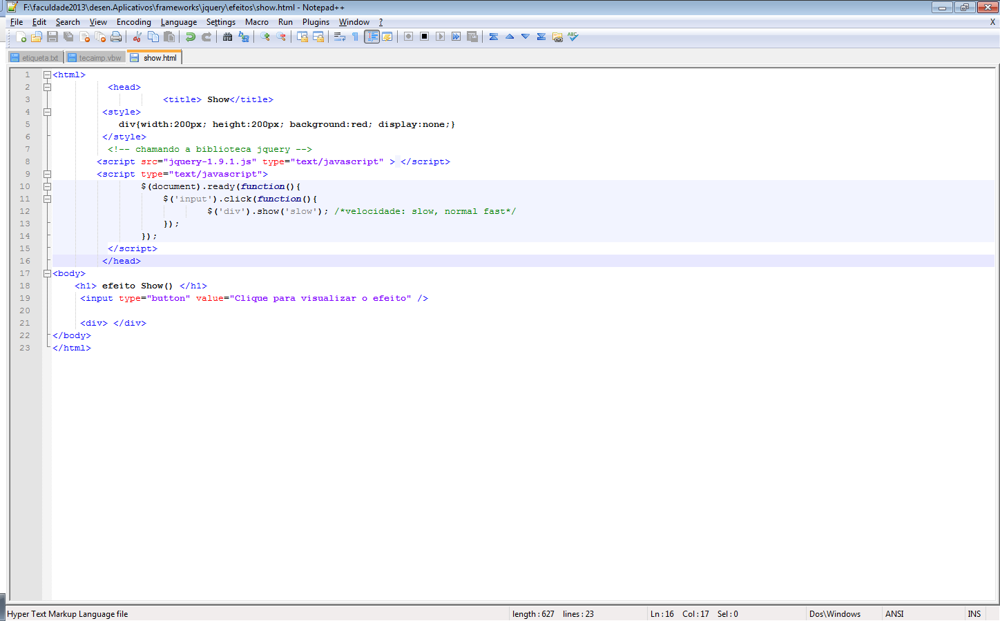 F:\faculdade2013\desen.Aplicativos\frameworks\jquery\efeitos\show.html - Notepad++
File Edit Search View Encoding Language Settings Macro Run Plugins Window ? X
etiqueta.txt tecaimp.vbw show.html
1 <html>
2 <head>
3 <title> Show</title>
4 <style>
5 div{width:200px; height:200px; background:red; display:none;}
6 </style>
7 <!-- chamando a biblioteca jquery -->
8 <script src="jquery-1.9.1.js" type="text/javascript" > </script>
9 <script type="text/javascript">
10 $(document).ready(function(){
11 $('input').click(function(){
12 $('div').show('slow'); /*velocidade: slow, normal fast*/
13 });
14 });
15 </script>
16 </head>
17 <body>
18 <h1> efeito Show() </h1>
19 <input type="button" value="Clique para visualizar o efeito" />
20
21 <div> </div>
22 </body>
23 </html>
Hyper Text Markup Language file length : 627 lines : 23 Ln : 16 Col : 17 Sel : 0 Dos\Windows ANSI INS